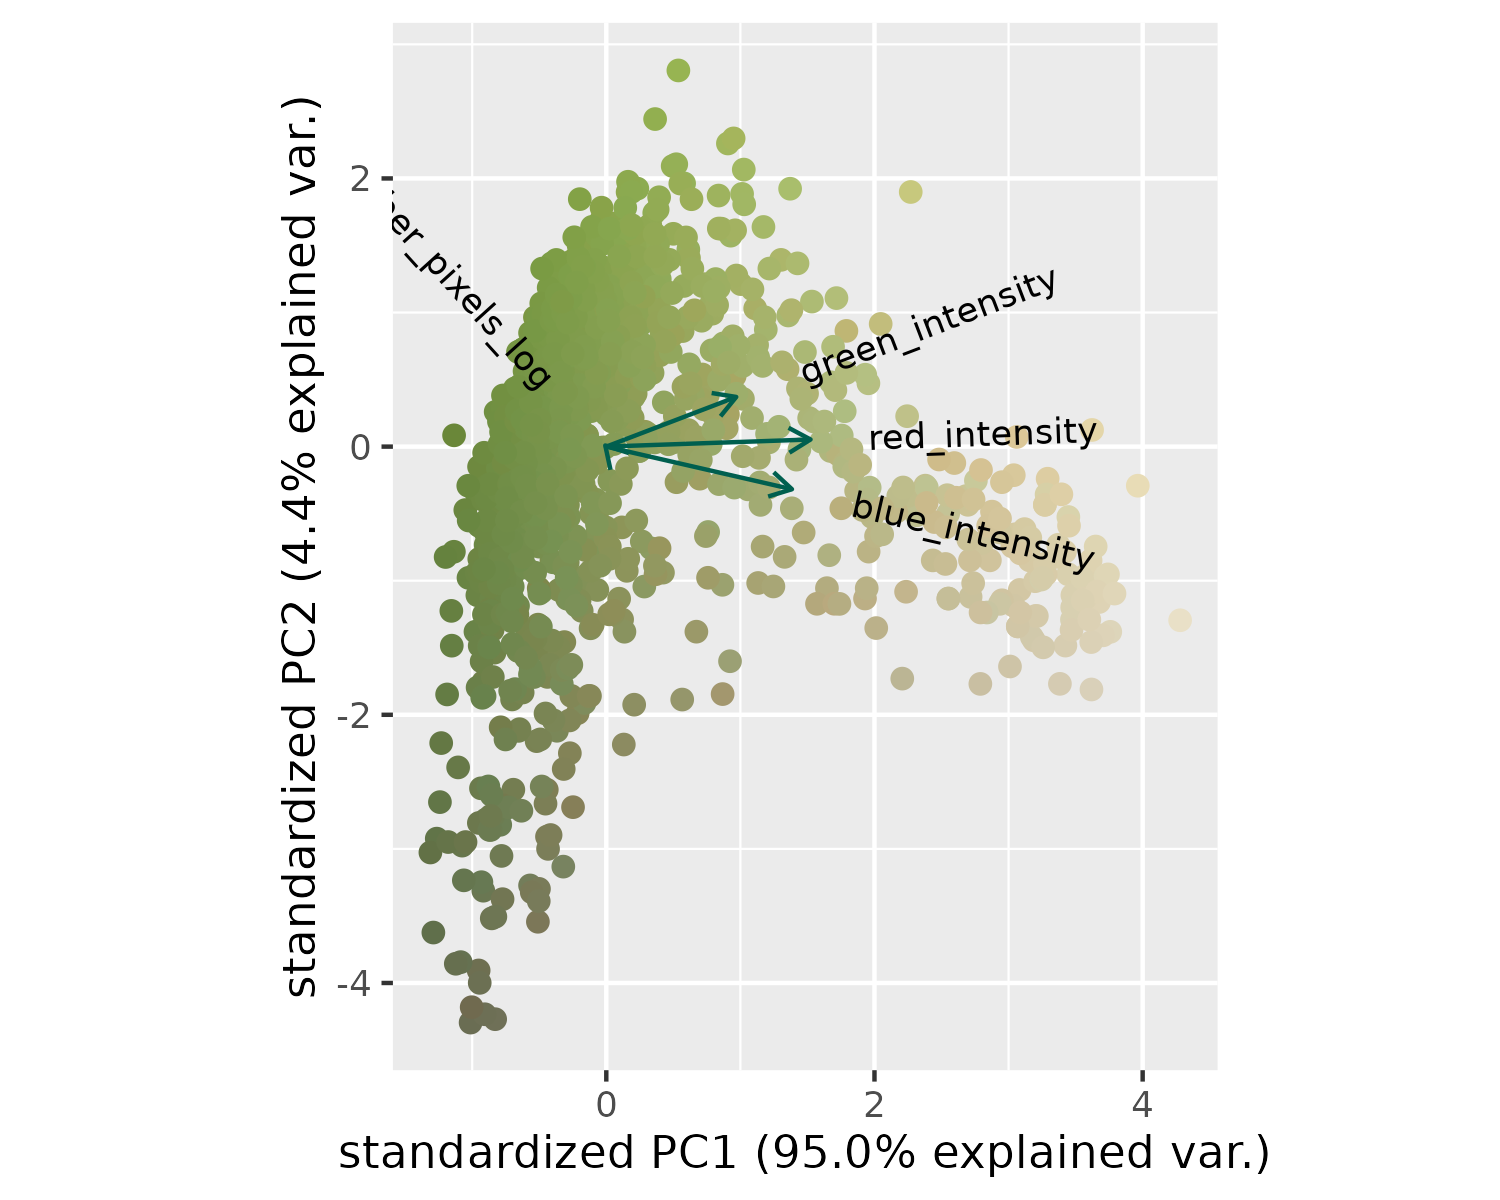 standardized PC2 (4.4% explained var.)
2
0
-2
-4
er_pixels_log
green_intensity
red_intensity
blue_intensity
0
2
4
standardized PC1 (95.0% explained var.)